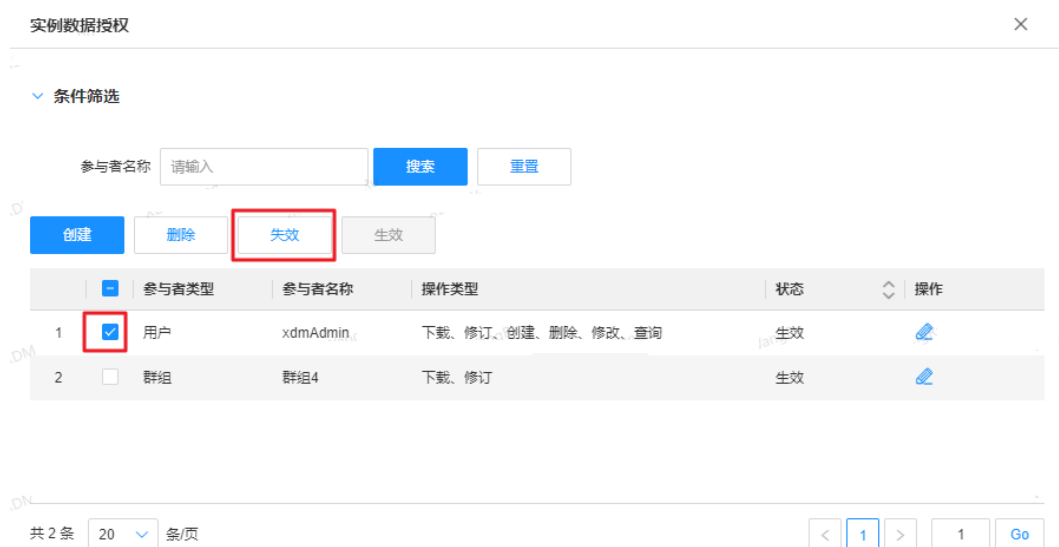 实例数据授权
条件筛选
参与者名称 请输入 搜索 重置
创建 删除 失效 生效
参与者类型 参与者名称 操作类型 状态 操作
1 用户 xdmAdmin 下载、修订、创建、删除、修改、查询 生效
2 群组 群组4 下载、修订 生效
共 2 条 20 条/页 < 1 > 1 Go